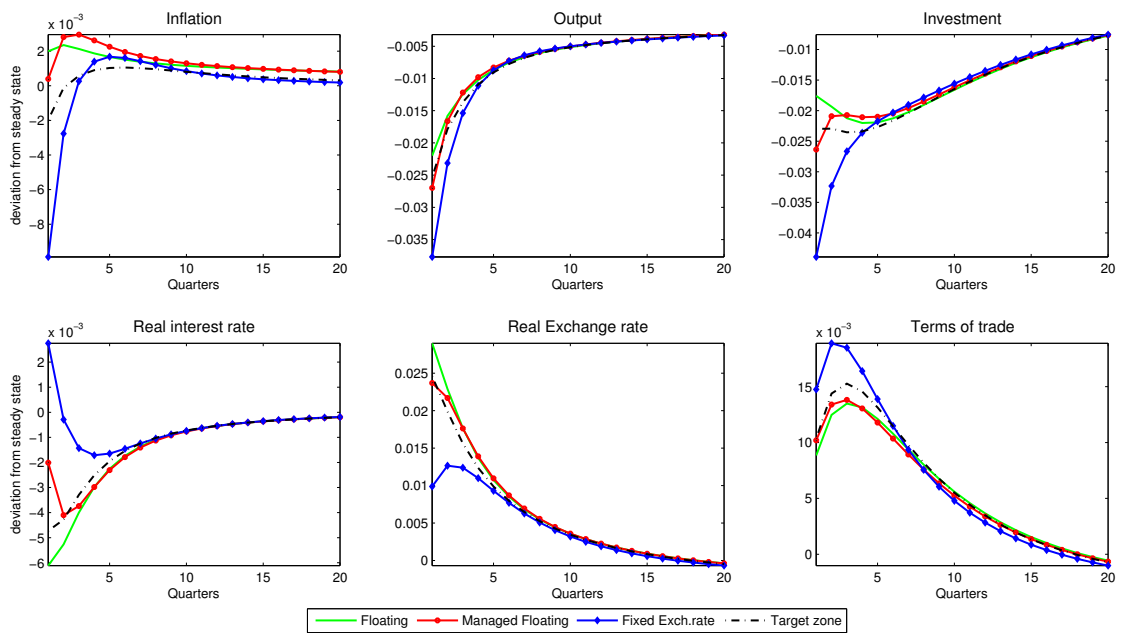 Inflation
Output
Investment
x 10⁻³
2
0
−2
−4
−6
−8
deviation from steady state
5 10 15 20
Quarters
−0.005
−0.01
−0.015
−0.02
−0.025
−0.03
−0.035
5 10 15 20
Quarters
−0.01
−0.015
−0.02
−0.025
−0.03
−0.035
−0.04
5 10 15 20
Quarters
Real interest rate
Real Exchange rate
Terms of trade
x 10⁻³
2
1
0
−1
−2
−3
−4
−5
−6
deviation from steady state
5 10 15 20
Quarters
0.025
0.02
0.015
0.01
0.005
0
5 10 15 20
Quarters
x 10⁻³
15
10
5
0
5 10 15 20
Quarters
Floating Managed Floating Fixed Exch.rate Target zone